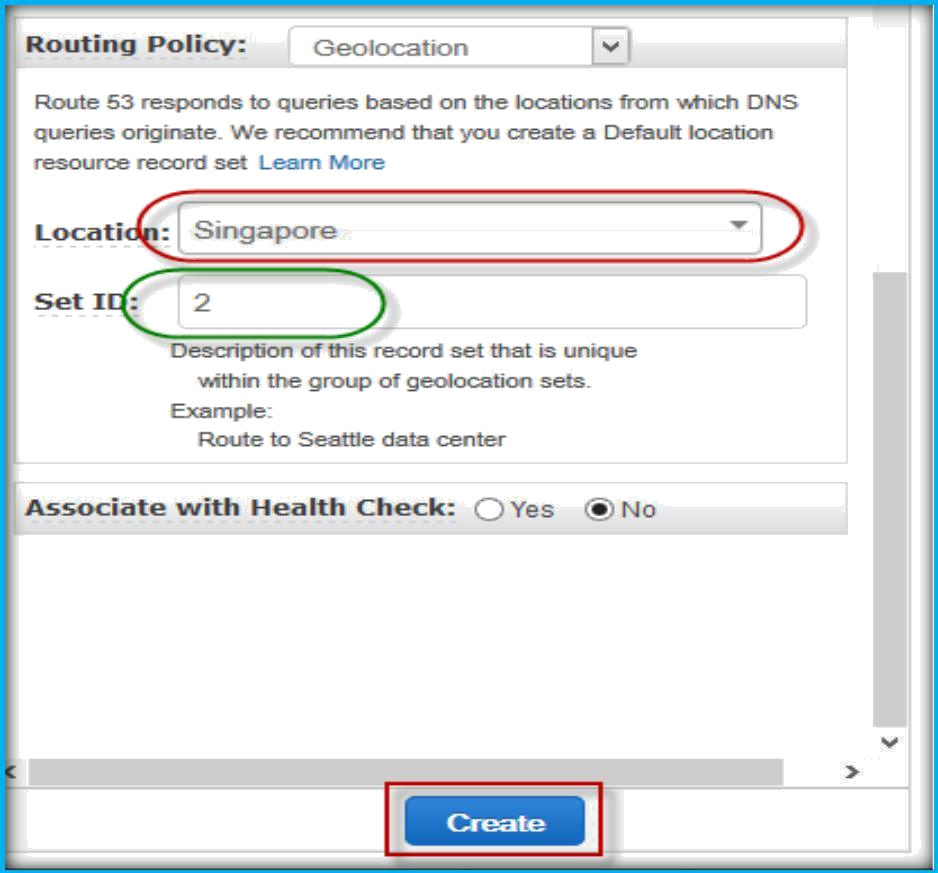 Routing Policy: Geolocation
Route 53 responds to queries based on the locations from which DNS
queries originate. We recommend that you create a Default location
resource record set Learn More
Location: Singapore
Set ID: 2
Description of this record set that is unique
within the group of geolocation sets.
Example:
Route to Seattle data center
Associate with Health Check: Yes No
Create